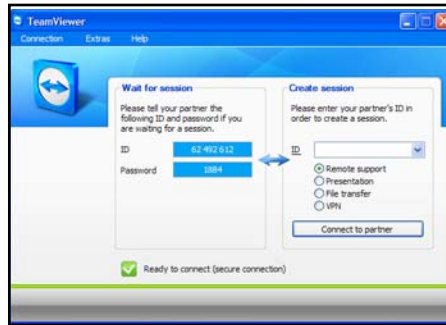 TeamViewer
Connection Extras Help
Wait for session
Please tell your partner the
following ID and password if you
are waiting for a session.
ID 62 492 612
Password 1884
Create session
Please enter your partner's ID in
order to create a session.
ID
Remote support
Presentation
File transfer
VPN
Connect to partner
Ready to connect (secure connection)